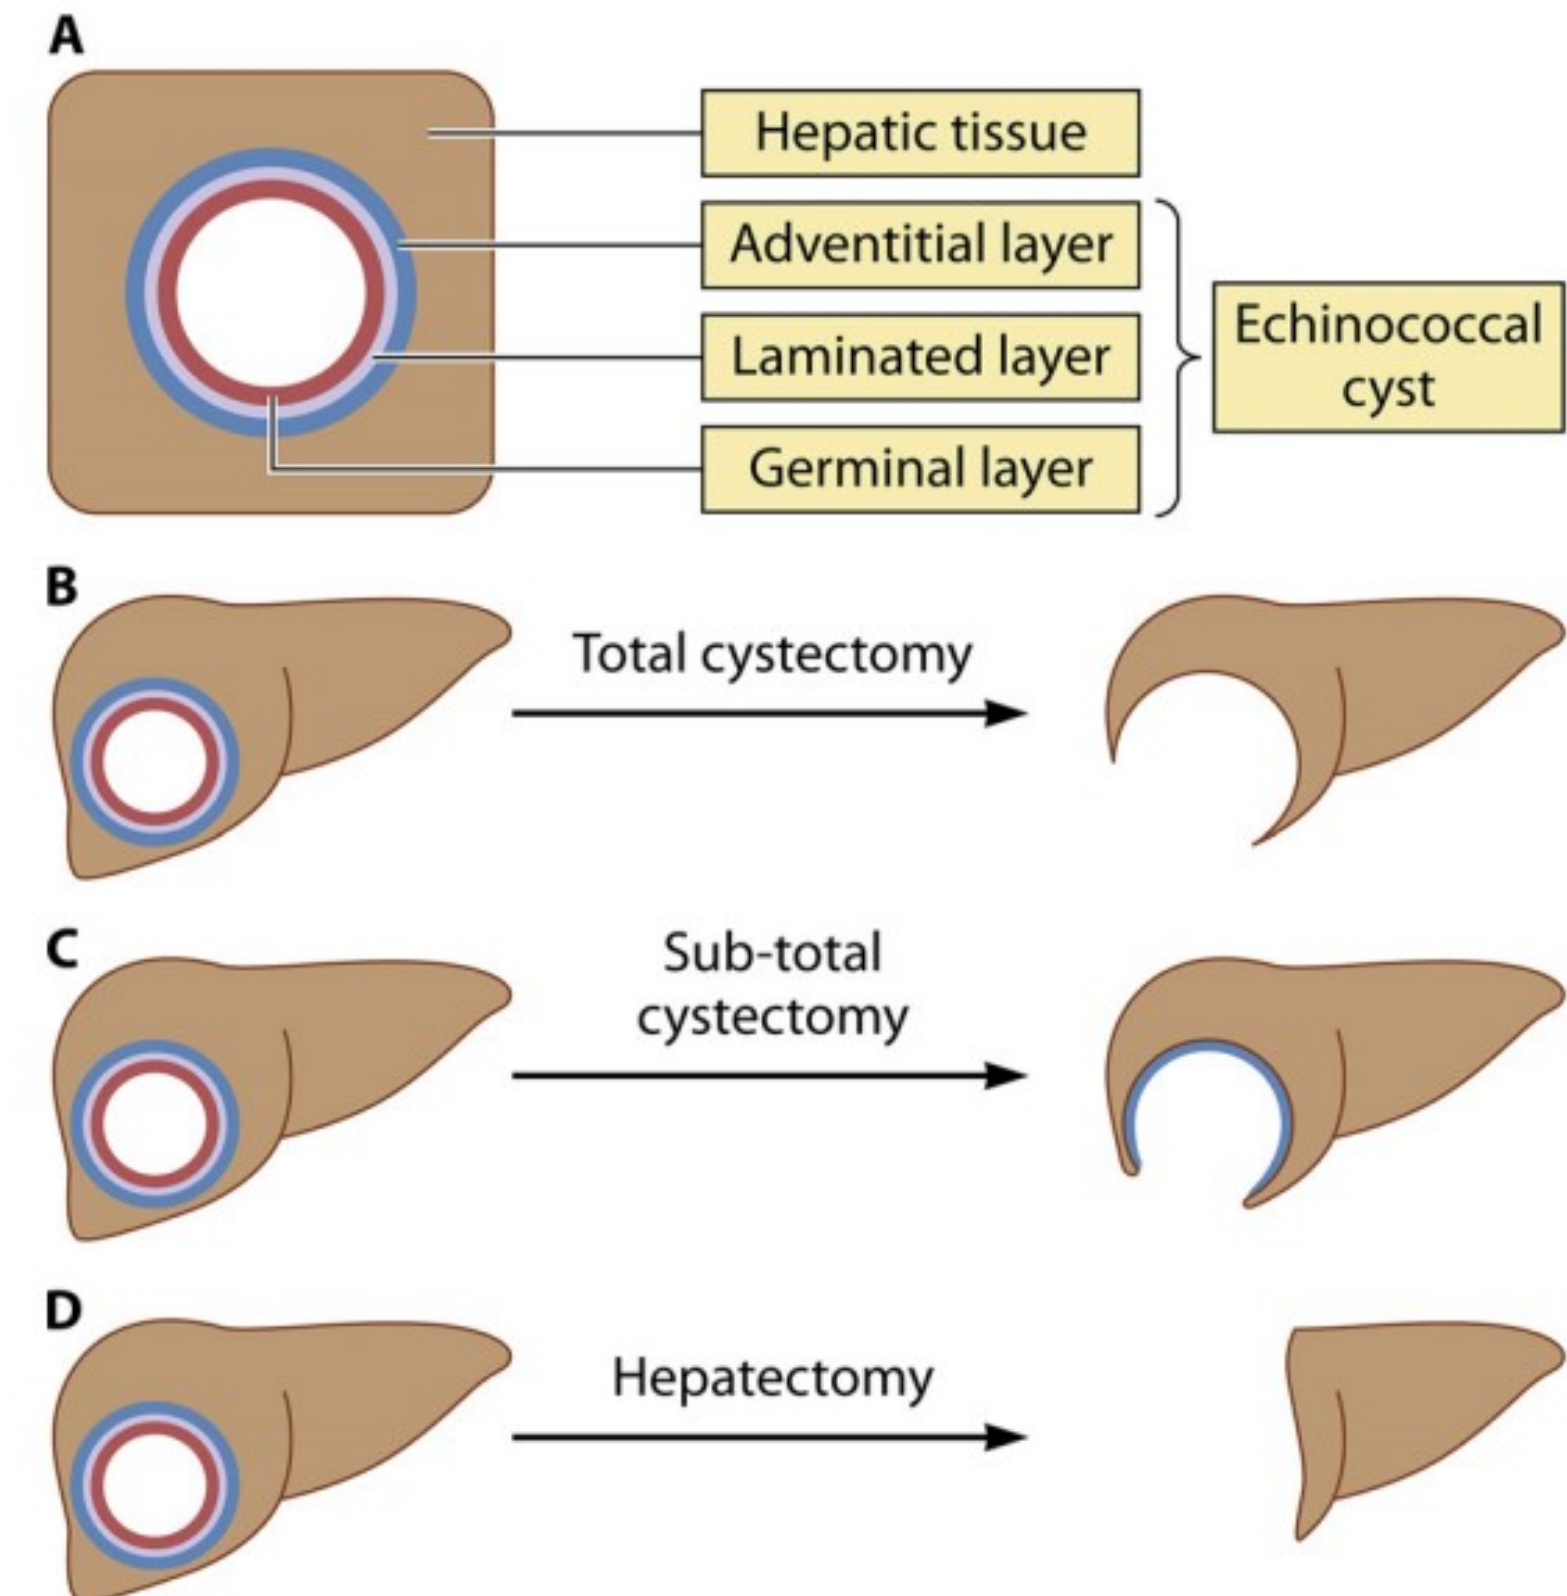 A
Hepatic tissue
Adventitial layer
Laminated layer
Germinal layer
Echinococcal
cyst
B
Total cystectomy
C
Sub-total
cystectomy
D
Hepatectomy